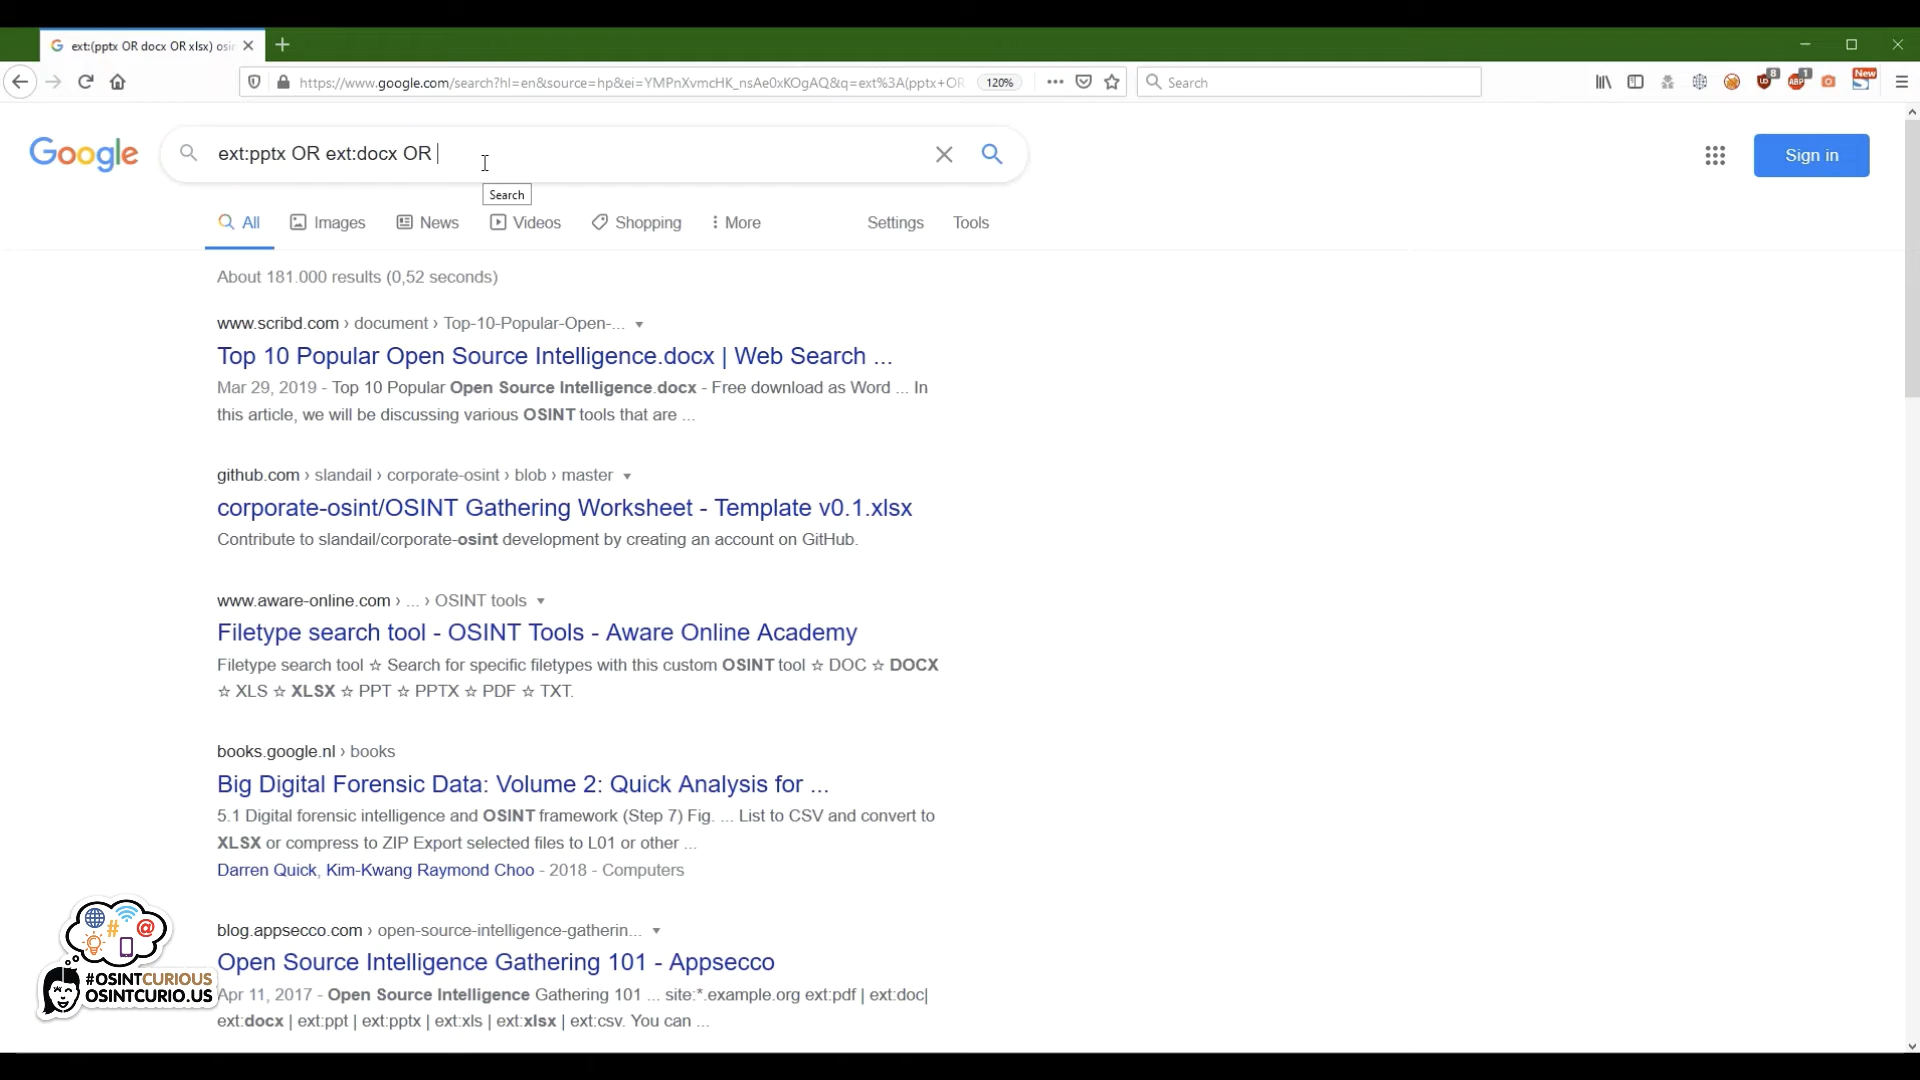 ext:(pptx OR docx OR xlsx) osin
https://www.google.com/search?hl=en&source=hp&ei=YMPnXvmcHK_nsAe0xKOgAQ&q=ext%3A(pptx+OR
120%
Search
8
ABP
1
New
Google
ext:pptx OR ext:docx OR
Sign in
Search
All
Images
News
Videos
Shopping
More
Settings
Tools
About 181.000 results (0,52 seconds)
www.scribd.com › document › Top-10-Popular-Open-...
Top 10 Popular Open Source Intelligence.docx | Web Search ...
Mar 29, 2019 - Top 10 Popular Open Source Intelligence.docx - Free download as Word ... In
this article, we will be discussing various OSINT tools that are ...
github.com › slandail › corporate-osint › blob › master
corporate-osint/OSINT Gathering Worksheet - Template v0.1.xlsx
Contribute to slandail/corporate-osint development by creating an account on GitHub.
www.aware-online.com › ... › OSINT tools
Filetype search tool - OSINT Tools - Aware Online Academy
Filetype search tool ☆ Search for specific filetypes with this custom OSINT tool ☆ DOC ☆ DOCX
☆ XLS ☆ XLSX ☆ PPT ☆ PPTX ☆ PDF ☆ TXT.
books.google.nl › books
Big Digital Forensic Data: Volume 2: Quick Analysis for ...
5.1 Digital forensic intelligence and OSINT framework (Step 7) Fig. ... List to CSV and convert to
XLSX or compress to ZIP Export selected files to L01 or other ...
Darren Quick, Kim-Kwang Raymond Choo - 2018 - Computers
blog.appsecco.com › open-source-intelligence-gatherin...
Open Source Intelligence Gathering 101 - Appsecco
Apr 11, 2017 - Open Source Intelligence Gathering 101 ... site:*.example.org ext:pdf | ext:doc|
ext:docx | ext:ppt | ext:pptx | ext:xls | ext:xlsx | ext:csv. You can ...
# @
#OSINTCURIOUS
OSINTCURIO.US